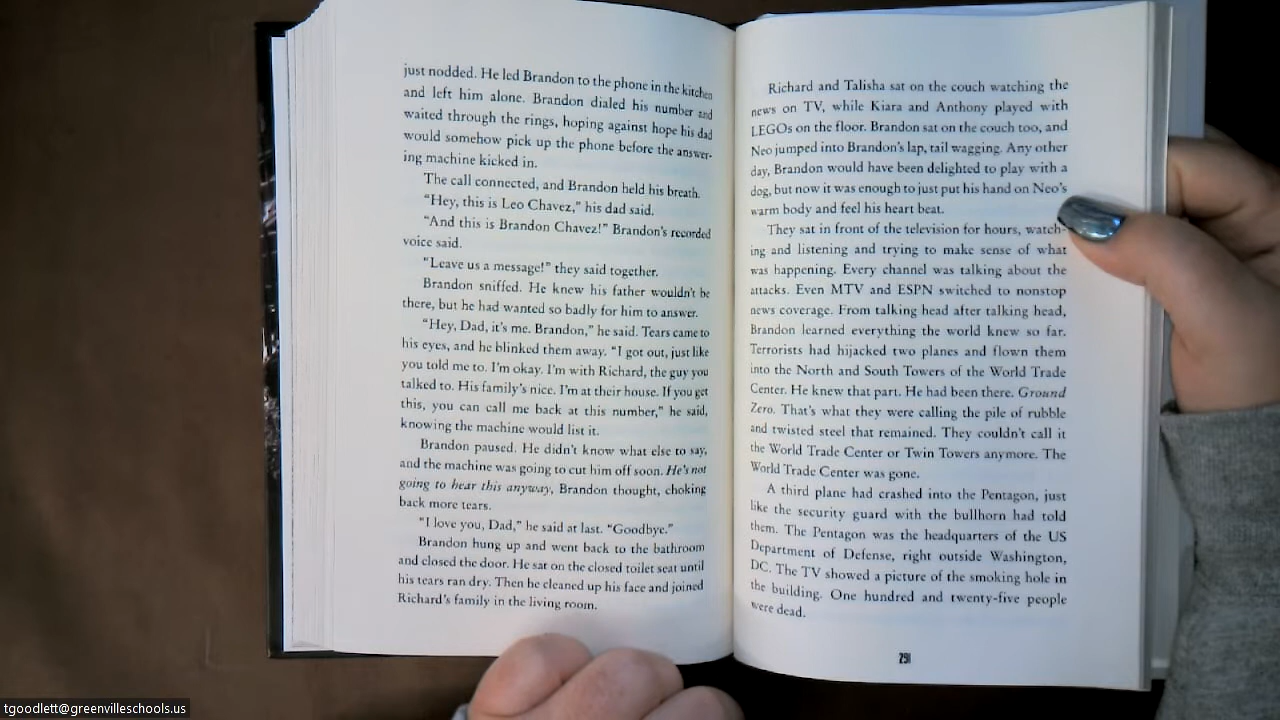 just nodded. He led Brandon to the phone in the kitchen
and left him alone. Brandon dialed his number and
waited through the rings, hoping against hope his dad
would somehow pick up the phone before the answer-
ing machine kicked in.
The call connected, and Brandon held his breath.
“Hey, this is Leo Chavez,” his dad said.
“And this is Brandon Chavez!” Brandon’s recorded
voice said.
“Leave us a message!” they said together.
Brandon sniffed. He knew his father wouldn’t be
there, but he had wanted so badly for him to answer.
“Hey, Dad, it’s me. Brandon,” he said. Tears came to
his eyes, and he blinked them away. “I got out, just like
you told me to. I’m okay. I’m with Richard, the guy you
talked to. His family’s nice. I’m at their house. If you get
this, you can call me back at this number,” he said,
knowing the machine would list it.
Brandon paused. He didn’t know what else to say,
and the machine was going to cut him off soon. He’s not
going to hear this anyway, Brandon thought, choking
back more tears.
“I love you, Dad,” he said at last. “Goodbye.”
Brandon hung up and went back to the bathroom
and closed the door. He sat on the closed toilet seat until
his tears ran dry. Then he cleaned up his face and joined
Richard’s family in the living room.
Richard and Talisha sat on the couch watching the
news on TV, while Kiara and Anthony played with
LEGOs on the floor. Brandon sat on the couch too, and
Neo jumped into Brandon’s lap, tail wagging. Any other
day, Brandon would have been delighted to play with a
dog, but now it was enough to just put his hand on Neo’s
warm body and feel his heart beat.
They sat in front of the television for hours, watch-
ing and listening and trying to make sense of what
was happening. Every channel was talking about the
attacks. Even MTV and ESPN switched to nonstop
news coverage. From talking head after talking head,
Brandon learned everything the world knew so far.
Terrorists had hijacked two planes and flown them
into the North and South Towers of the World Trade
Center. He knew that part. He had been there. Ground
Zero. That’s what they were calling the pile of rubble
and twisted steel that remained. They couldn’t call it
the World Trade Center or Twin Towers anymore. The
World Trade Center was gone.
A third plane had crashed into the Pentagon, just
like the security guard with the bullhorn had told
them. The Pentagon was the headquarters of the US
Department of Defense, right outside Washington,
DC. The TV showed a picture of the smoking hole in
the building. One hundred and twenty-five people
were dead.
291
tgoodlett@greenvilleschools.us